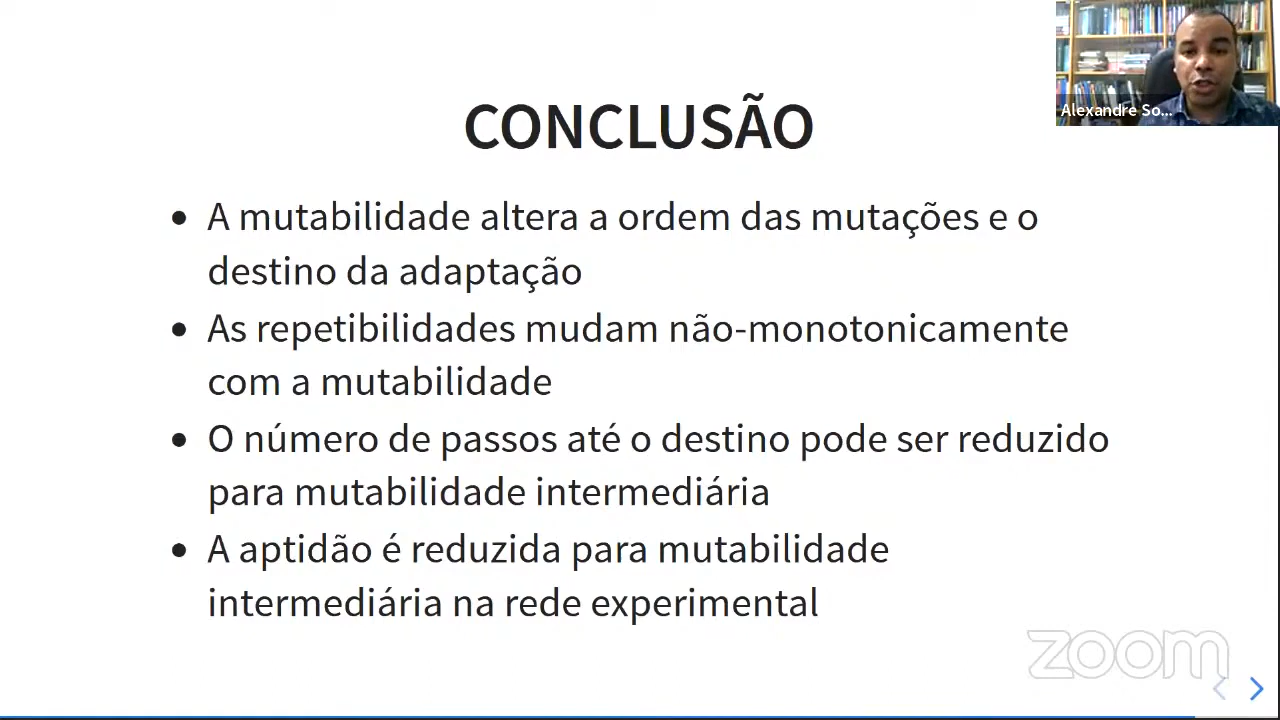 CONCLUSÃO
Alexandre So...
• A mutabilidade altera a ordem das mutações e o
destino da adaptação
• As repetibilidades mudam não-monotonicamente
com a mutabilidade
• O número de passos até o destino pode ser reduzido
para mutabilidade intermediária
• A aptidão é reduzida para mutabilidade
intermediária na rede experimental
zoom